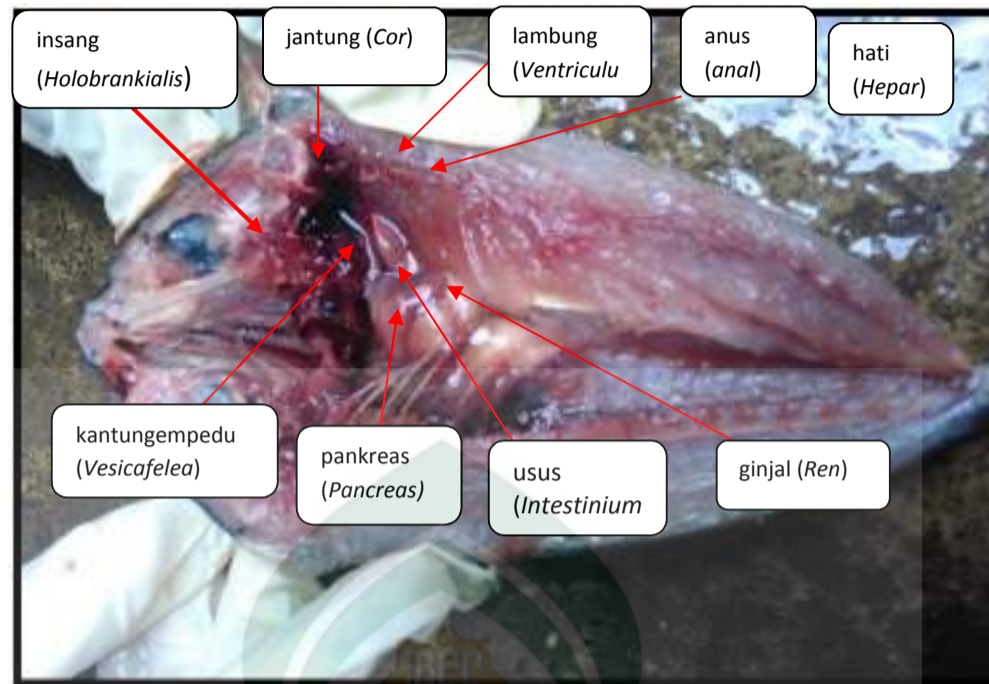 insang
(Holobrankialis)
jantung (Cor)
lambung
(Ventriculu
anus
(anal)
hati
(Hepar)
kantungempedu
(Vesicafelea)
pankreas
(Pancreas)
usus
(Intestinium
ginjal (Ren)